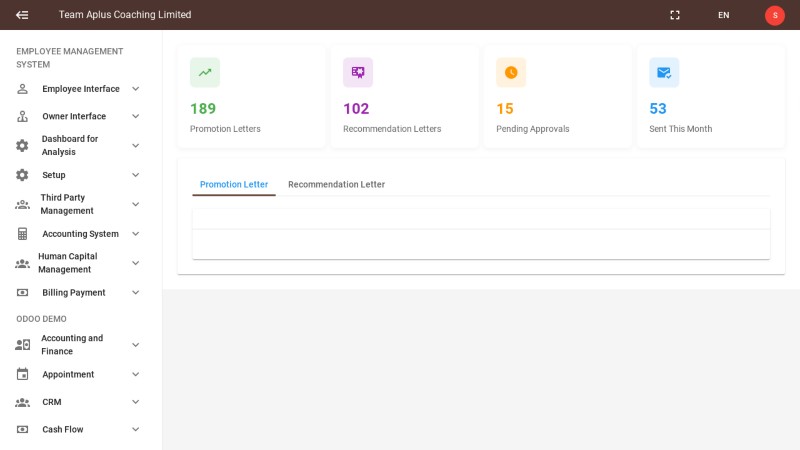 Team Aplus Coaching Limited
EN
S
EMPLOYEE MANAGEMENT
SYSTEM
Employee Interface
Owner Interface
Dashboard for
Analysis
Setup
Third Party
Management
Accounting System
Human Capital
Management
Billing Payment
ODOO DEMO
Accounting and
Finance
Appointment
CRM
Cash Flow
189
Promotion Letters
102
Recommendation Letters
15
Pending Approvals
53
Sent This Month
Promotion Letter
Recommendation Letter